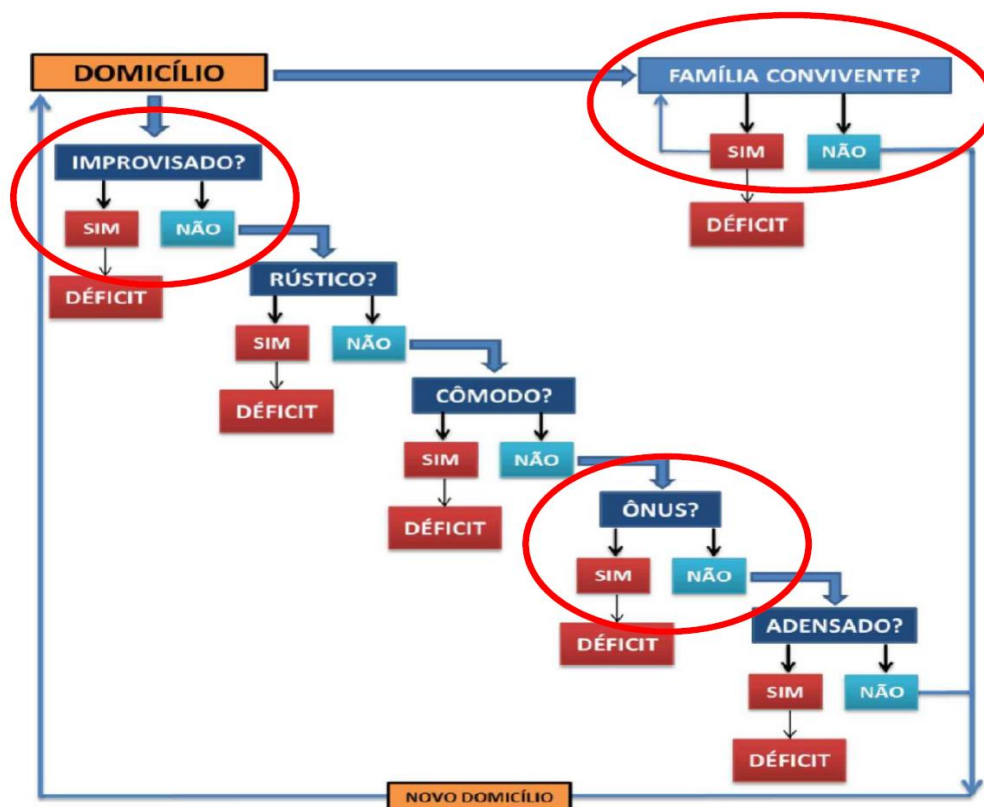 DOMICÍLIO
FAMÍLIA CONVIVENTE?
SIM
NÃO
DÉFICIT
IMPROVISADO?
SIM
NÃO
DÉFICIT
RÚSTICO?
SIM
NÃO
DÉFICIT
CÔMODO?
SIM
NÃO
DÉFICIT
ÔNUS?
SIM
NÃO
DÉFICIT
ADENSADO?
SIM
NÃO
DÉFICIT
NOVO DOMICÍLIO